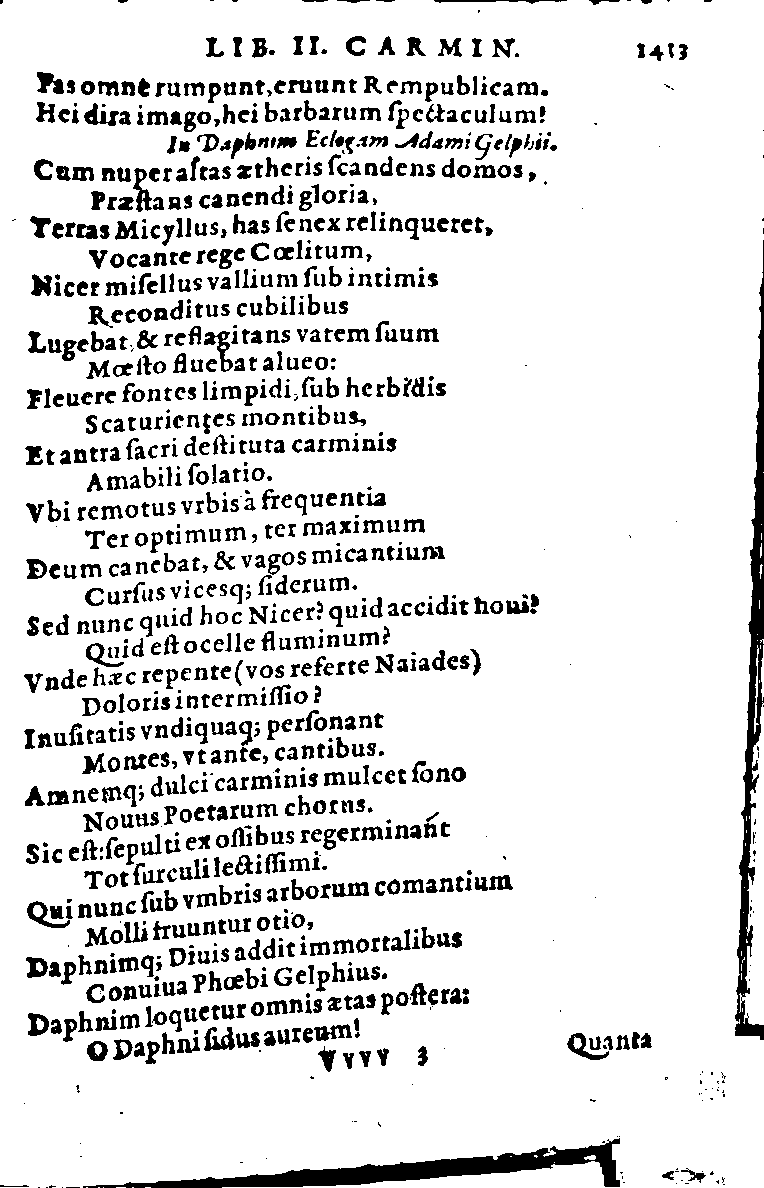 LIB. II. CARMIN. 1413
Fas omne rumpunt, eruunt Rempublicam.
Hei dira imago, hei barbarum ſpectaculum!
In Daphnim Eclogam Adami Gelphii.
Cum nuper aſtas ætheris ſcandens domos,
Præſtans canendi gloria,
Terras Micyllus, has ſenex relinqueret,
Vocante rege Cœlitum,
Nicer miſellus vallium ſub intimis
Reconditus cubilibus
Lugebat, & reflagitans vatem ſuum
Mœſto fluebat alueo:
Fleuere fontes limpidi, ſub herbidis
Scaturientes montibus,
Et antra ſacri deſtituta carminis
Amabili ſolatio.
Vbi remotus vrbis à frequentia
Ter optimum, ter maximum
Deum canebat, & vagos micantium
Curſus vicesq; ſiderum.
Sed nunc quid hoc Nicer? quid accidit noui?
Quid eſt ocelle fluminum?
Vnde hæc repente (vos referte Naiades)
Doloris intermiſſio?
Inuſitatis vndiquaq; perſonant
Montes, vt ante, cantibus.
Amnemq; dulci carminis mulcet ſono
Nouus Poetarum chorus.
Sic eſt: ſepulti ex oſſibus regerminant
Tot ſurculi lectiſſimi.
Qui nunc ſub vmbris arborum comantium
Molli fruuntur otio,
Daphnimq; Diuis addit immortalibus
Conuiua Phœbi Gelphius.
Daphnim loquetur omnis ætas poſtera:
O Daphni ſidus aureum!
Vvvv 3 Quanta